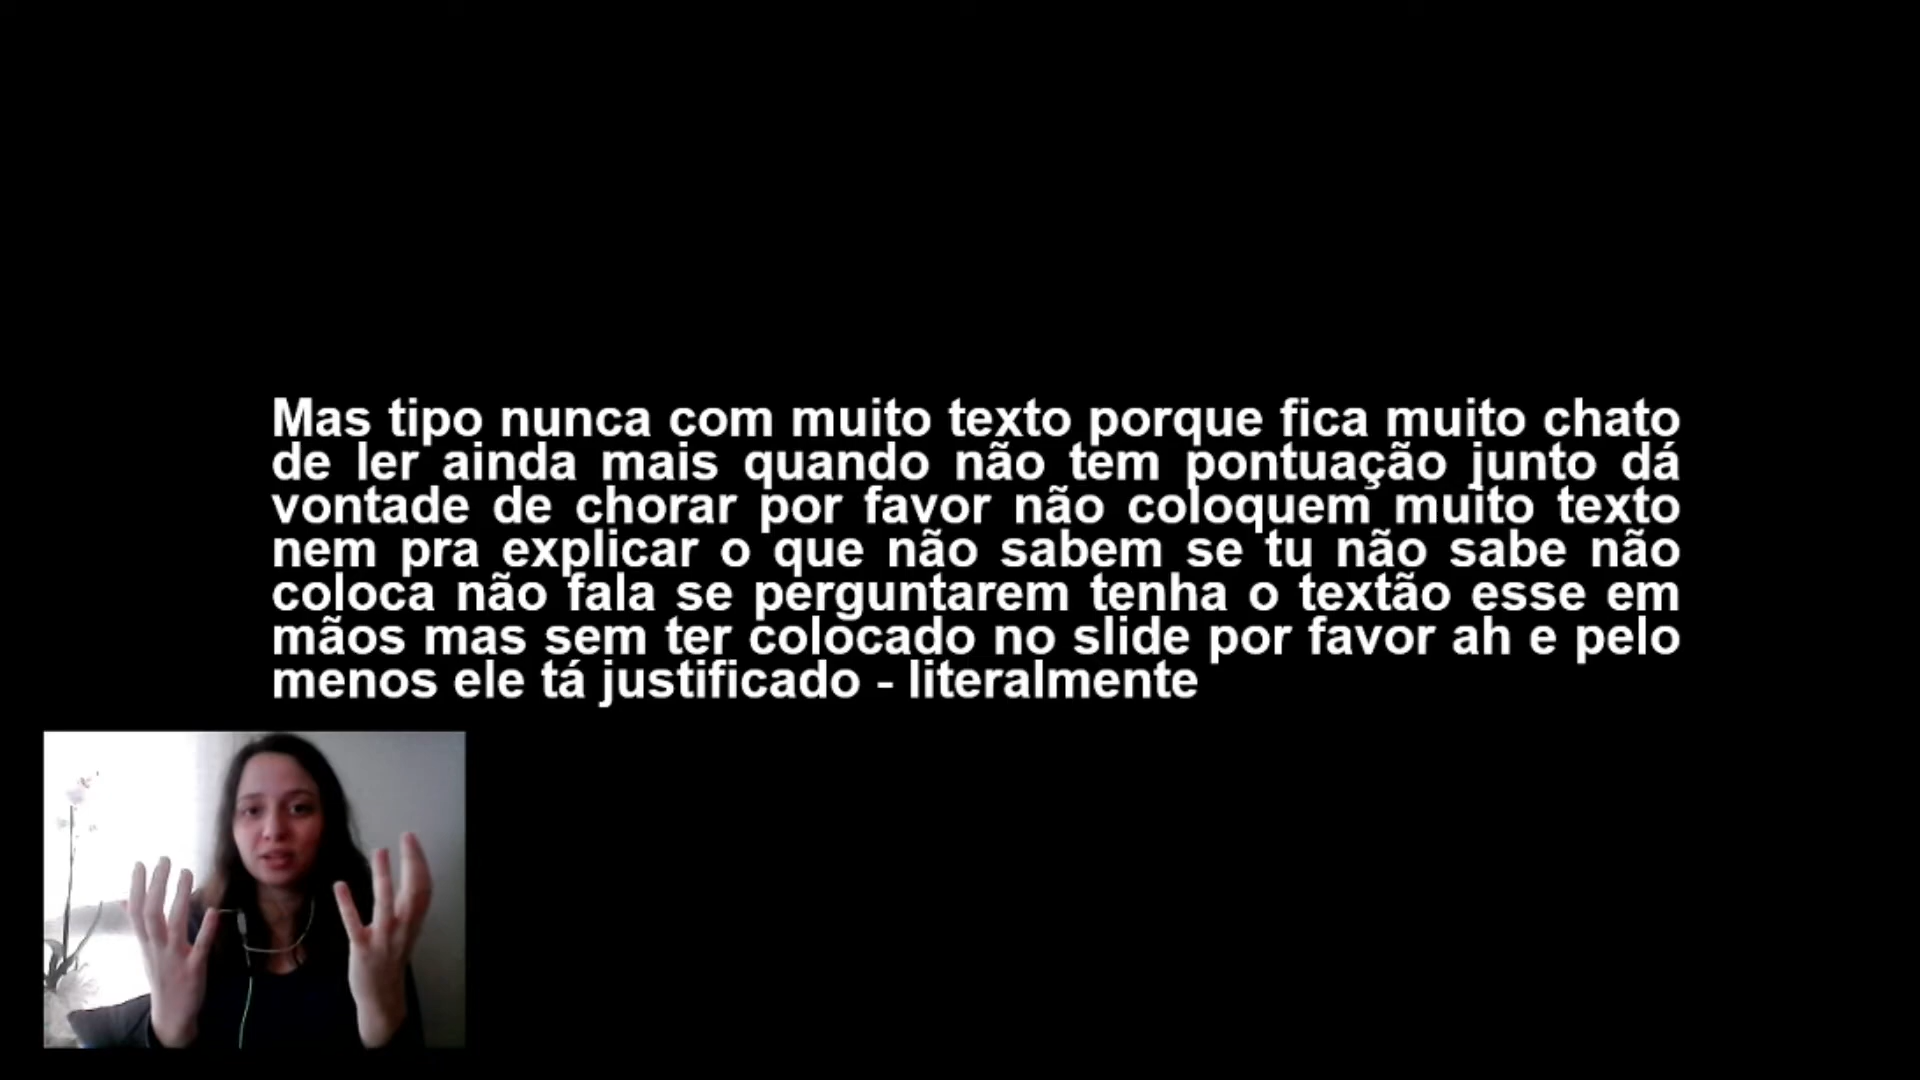 Mas tipo nunca com muito texto porque fica muito chato
de ler ainda mais quando não tem pontuação junto dá
vontade de chorar por favor não coloquem muito texto
nem pra explicar o que não sabem se tu não sabe não
coloca não fala se perguntarem tenha o textão esse em
mãos mas sem ter colocado no slide por favor ah e pelo
menos ele tá justificado - literalmente